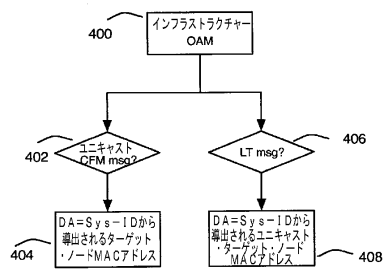 400
インフラストラクチャー
OAM
402
ユニキャスト
CFM msg?
LT msg?
406
404
DA=Sys-IDから
導出されるターゲット
・ノードMACアドレス
DA=Sys-IDから
導出されるユニキャスト
・ターゲット・ノード
MACアドレス
408